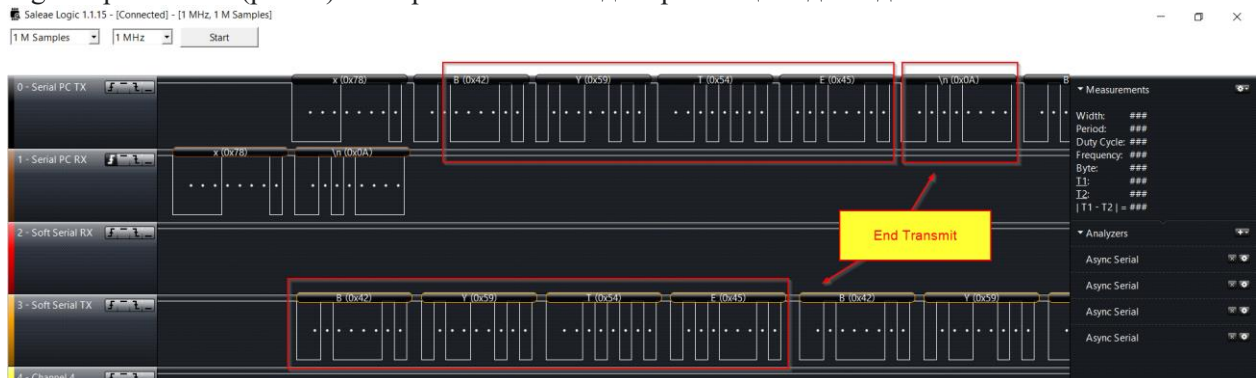 Saleae Logic 1.1.15 - [Connected] - [1 MHz, 1 M Samples]
1 M Samples 1 MHz Start
0 - Serial PC TX
x (0x78) B (0x42) Y (0x59) T (0x54) E (0x45) \n (0x0A) B
1 - Serial PC RX
x (0x78) \n (0x0A)
2 - Soft Serial RX
End Transmit
3 - Soft Serial TX
B (0x42) Y (0x59) T (0x54) E (0x45) B (0x42) Y (0x59)
4 - Channel 4
Measurements
Width: ###
Period: ###
Duty Cycle: ###
Frequency: ###
Byte: ###
T1: ###
T2: ###
| T1 - T2 | = ###
Analyzers
Async Serial
Async Serial
Async Serial
Async Serial